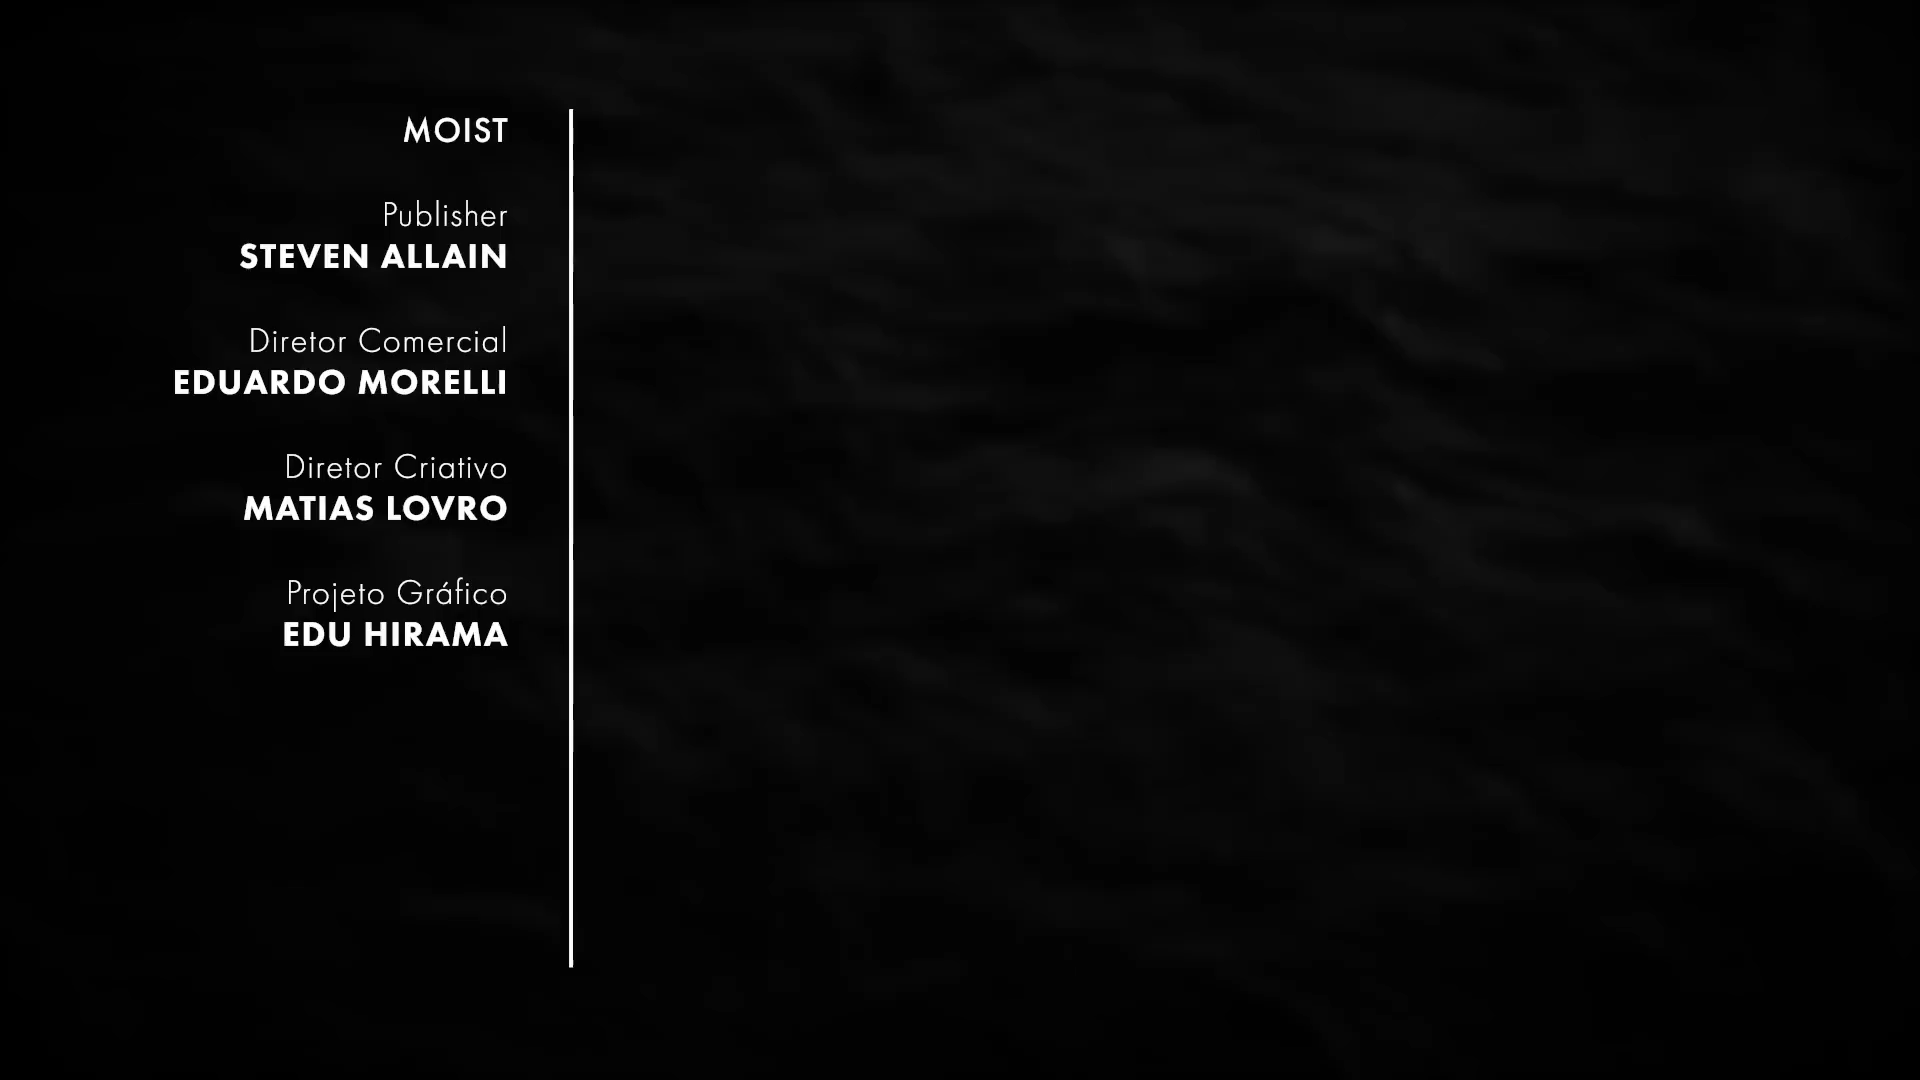 MOIST
Publisher
STEVEN ALLAIN
Diretor Comercial
EDUARDO MORELLI
Diretor Criativo
MATIAS LOVRO
Projeto Gráfico
EDU HIRAMA